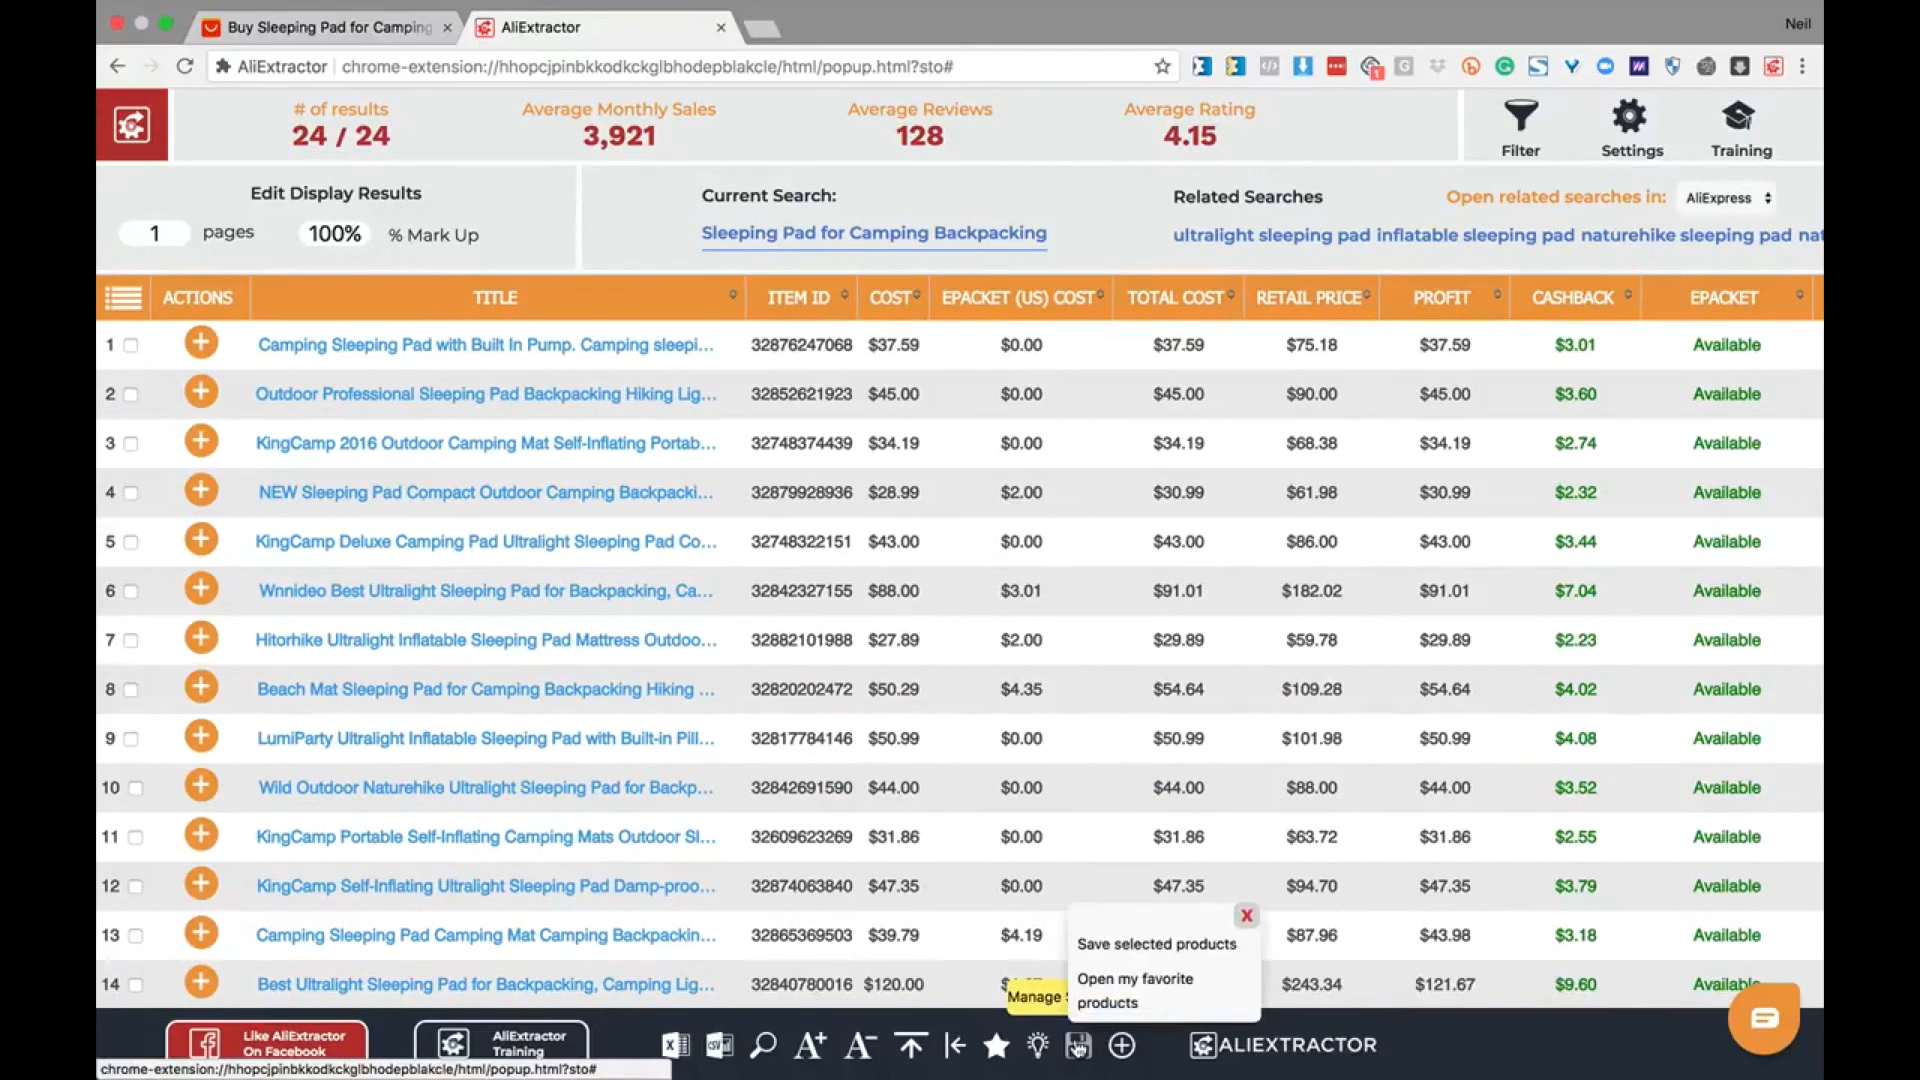 Neil
Buy Sleeping Pad for Camping
AliExtractor
AliExtractor chrome-extension://hhopcjpinbkkodkckglbhodepblakcle/html/popup.html?sto#
# of results Average Monthly Sales Average Reviews Average Rating
24 / 24 3,921 128 4.15
Filter Settings Training
Edit Display Results
1 pages 100% % Mark Up
Current Search:
Sleeping Pad for Camping Backpacking
Related Searches Open related searches in: AliExpress
ultralight sleeping pad inflatable sleeping pad naturehike sleeping pad nat
ACTIONS TITLE ITEM ID COST EPACKET (US) COST TOTAL COST RETAIL PRICE PROFIT CASHBACK EPACKET
1 Camping Sleeping Pad with Built In Pump. Camping sleepi... 32876247068 $37.59 $0.00 $37.59 $75.18 $37.59 $3.01 Available
2 Outdoor Professional Sleeping Pad Backpacking Hiking Lig... 32852621923 $45.00 $0.00 $45.00 $90.00 $45.00 $3.60 Available
3 KingCamp 2016 Outdoor Camping Mat Self-Inflating Portab... 32748374439 $34.19 $0.00 $34.19 $68.38 $34.19 $2.74 Available
4 NEW Sleeping Pad Compact Outdoor Camping Backpacki... 32879928936 $28.99 $2.00 $30.99 $61.98 $30.99 $2.32 Available
5 KingCamp Deluxe Camping Pad Ultralight Sleeping Pad Co... 32748322151 $43.00 $0.00 $43.00 $86.00 $43.00 $3.44 Available
6 Wnnideo Best Ultralight Sleeping Pad for Backpacking, Ca... 32842327155 $88.00 $3.01 $91.01 $182.02 $91.01 $7.04 Available
7 Hitorhike Ultralight Inflatable Sleeping Pad Mattress Outdoo... 32882101988 $27.89 $2.00 $29.89 $59.78 $29.89 $2.23 Available
8 Beach Mat Sleeping Pad for Camping Backpacking Hiking ... 32820202472 $50.29 $4.35 $54.64 $109.28 $54.64 $4.02 Available
9 LumiParty Ultralight Inflatable Sleeping Pad with Built-in Pill... 32817784146 $50.99 $0.00 $50.99 $101.98 $50.99 $4.08 Available
10 Wild Outdoor Naturehike Ultralight Sleeping Pad for Backp... 32842691590 $44.00 $0.00 $44.00 $88.00 $44.00 $3.52 Available
11 KingCamp Portable Self-Inflating Camping Mats Outdoor Sl... 32609623269 $31.86 $0.00 $31.86 $63.72 $31.86 $2.55 Available
12 KingCamp Self-Inflating Ultralight Sleeping Pad Damp-proo... 32874063840 $47.35 $0.00 $47.35 $94.70 $47.35 $3.79 Available
13 Camping Sleeping Pad Camping Mat Camping Backpackin... 32865369503 $39.79 $4.19 $87.96 $43.98 $3.18 Available
14 Best Ultralight Sleeping Pad for Backpacking, Camping Lig... 32840780016 $120.00 $243.34 $121.67 $9.60 Available
X
Save selected products
Open my favorite
products
Manage
Like AliExtractor
On Facebook
AliExtractor
Training
ALIEXTRACTOR
chrome-extension://hhopcjpinbkkodkckglbhodepblakcle/html/popup.html?sto#